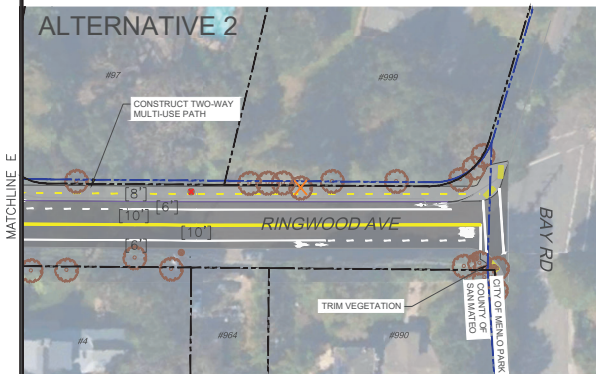 ALTERNATIVE 2
#97
#999
CONSTRUCT TWO-WAY
MULTI-USE PATH
MATCHLINE E
[8']
[6']
[10']
[10']
[6']
RINGWOOD AVE
BAY RD
TRIM VEGETATION
COUNTY OF
SAN MATEO
CITY OF MENLO PARK
#4
#964
#990